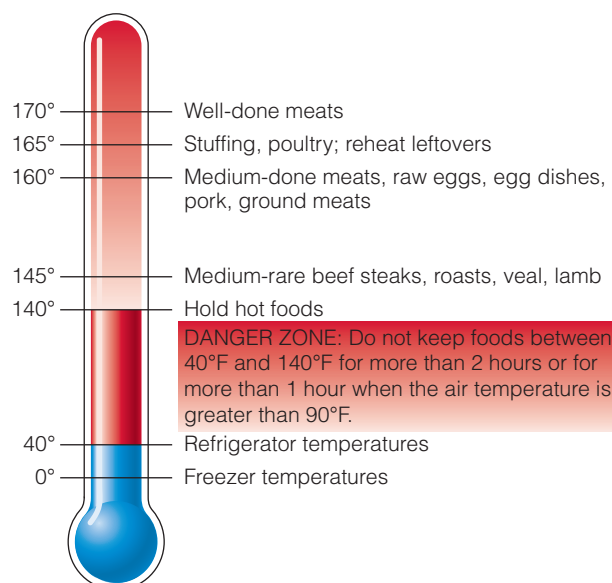 170° Well-done meats
165° Stuffing, poultry; reheat leftovers
160° Medium-done meats, raw eggs, egg dishes,
pork, ground meats
145° Medium-rare beef steaks, roasts, veal, lamb
140° Hold hot foods
DANGER ZONE: Do not keep foods between
40°F and 140°F for more than 2 hours or for
more than 1 hour when the air temperature is
greater than 90°F.
40° Refrigerator temperatures
0° Freezer temperatures